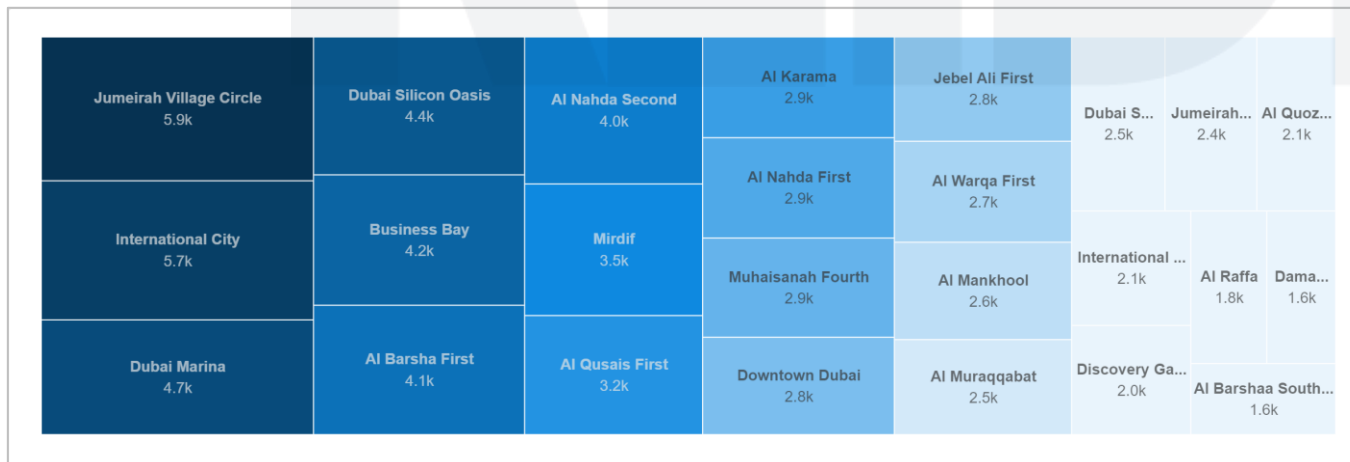 Jumeirah Village Circle
5.9k
International City
5.7k
Dubai Marina
4.7k
Dubai Silicon Oasis
4.4k
Business Bay
4.2k
Al Barsha First
4.1k
Al Nahda Second
4.0k
Mirdif
3.5k
Al Qusais First
3.2k
Al Karama
2.9k
Al Nahda First
2.9k
Muhaisanah Fourth
2.9k
Downtown Dubai
2.8k
Jebel Ali First
2.8k
Al Warqa First
2.7k
Al Mankhool
2.6k
Al Muraqqabat
2.5k
Dubai S...
2.5k
Jumeirah...
2.4k
Al Quoz...
2.1k
International ...
2.1k
Discovery Ga...
2.0k
Al Raffa
1.8k
Dama...
1.6k
Al Barshaa South...
1.6k